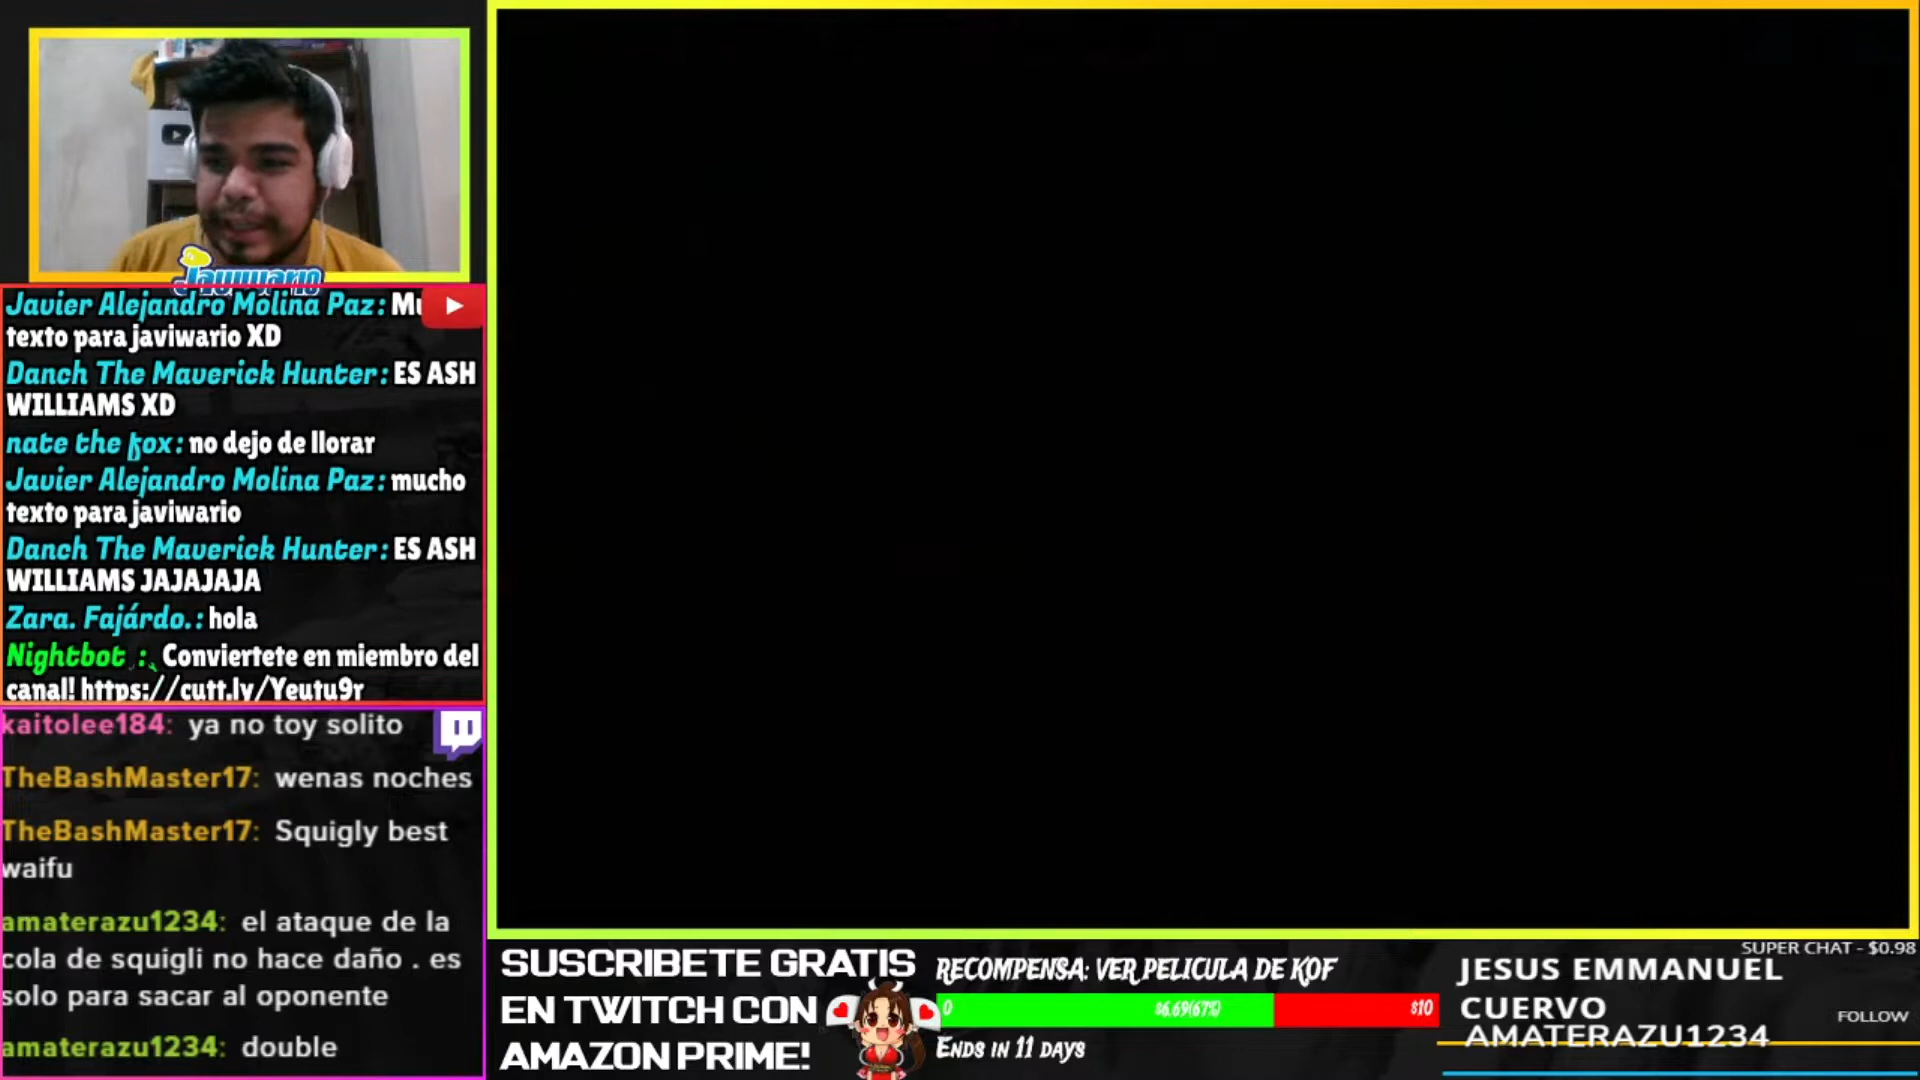 Javiwario
Javier Alejandro Molina Paz: Mu
texto para javiwario XD
Danch The Maverick Hunter: ES ASH
WILLIAMS XD
nate the fox: no dejo de llorar
Javier Alejandro Molina Paz: mucho
texto para javiwario
Danch The Maverick Hunter: ES ASH
WILLIAMS JAJAJAJA
Zara. Fajárdo.: hola
Nightbot : Conviertete en miembro del
canal! https://cutt.ly/Yeutu9r
kaitolee184: ya no toy solito
TheBashMaster17: wenas noches
TheBashMaster17: Squigly best
waifu
amaterazu1234: el ataque de la
cola de squigli no hace daño . es
solo para sacar al oponente
amaterazu1234: double
SUSCRIBETE GRATIS
EN TWITCH CON
AMAZON PRIME!
RECOMPENSA: VER PELICULA DE KOF
0 $6.69(67%) $10
ENDS IN 11 DAYS
SUPER CHAT - $0.98
JESUS EMMANUEL
CUERVO
FOLLOW
AMATERAZU1234